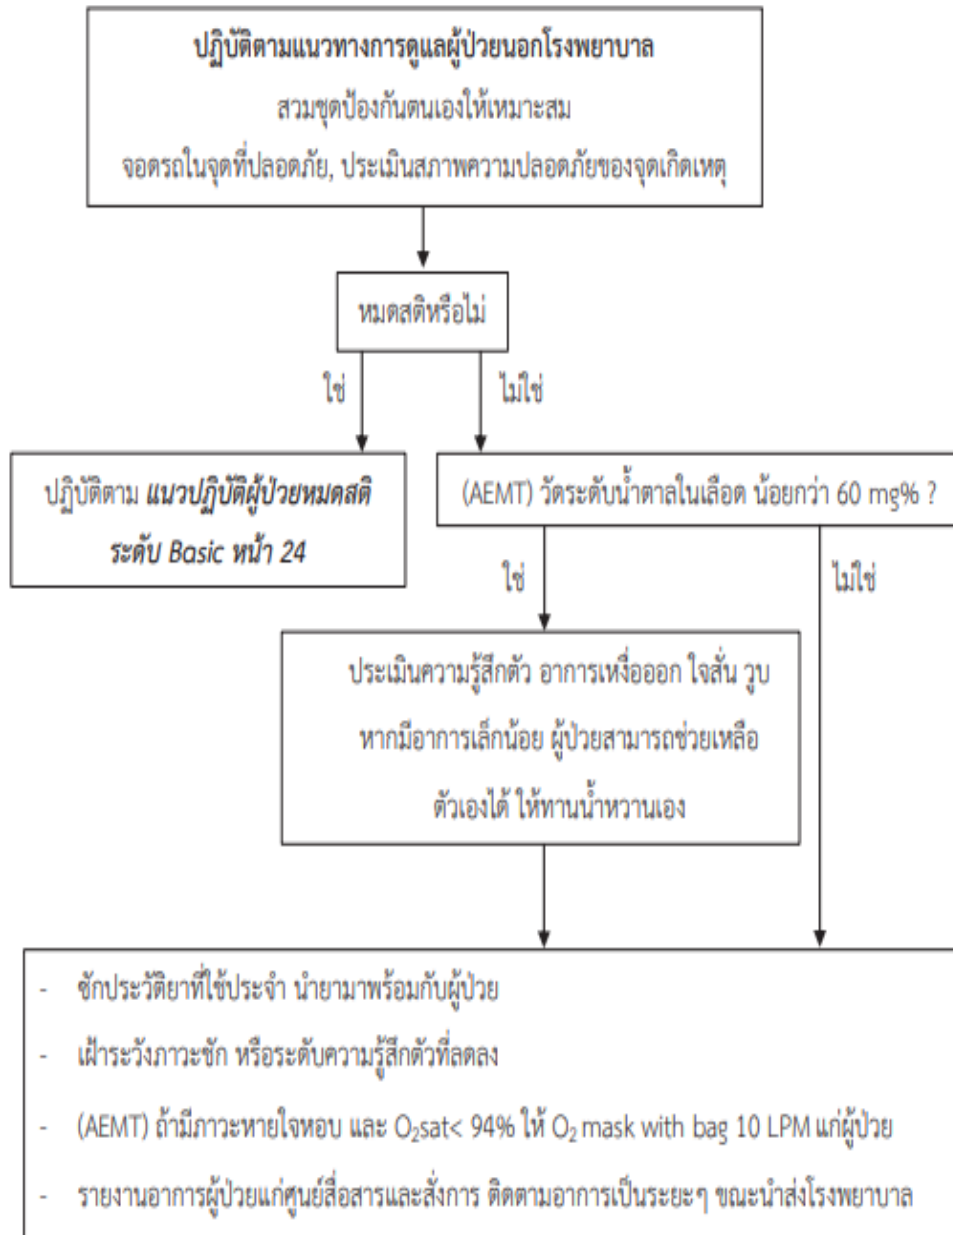 ปฏิบัติตามแนวทางการดูแลผู้ป่วยนอกโรงพยาบาล
สวมชุดป้องกันตนเองให้เหมาะสม
จอดรถในจุดที่ปลอดภัย, ประเมินสภาพความปลอดภัยของจุดเกิดเหตุ
หมดสติหรือไม่
ใช่
ไม่ใช่
ปฏิบัติตาม แนวปฏิบัติผู้ป่วยหมดสติ
ระดับ Basic หน้า 24
(AEMT) วัดระดับน้ำตาลในเลือด น้อยกว่า 60 mg% ?
ใช่
ไม่ใช่
ประเมินความรู้สึกตัว อาการเหงื่อออก ใจสั่น วูบ
หากมีอาการเล็กน้อย ผู้ป่วยสามารถช่วยเหลือ
ตัวเองได้ ให้ทานน้ำหวานเอง
- ซักประวัติยาที่ใช้ประจำ นำยามาพร้อมกับผู้ป่วย
- เฝ้าระวังภาวะชัก หรือระดับความรู้สึกตัวที่ลดลง
- (AEMT) ถ้ามีภาวะหายใจหอบ และ O₂sat< 94% ให้ O₂ mask with bag 10 LPM แก่ผู้ป่วย
- รายงานอาการผู้ป่วยแก่ศูนย์สื่อสารและสั่งการ ติดตามอาการเป็นระยะๆ ขณะนำส่งโรงพยาบาล